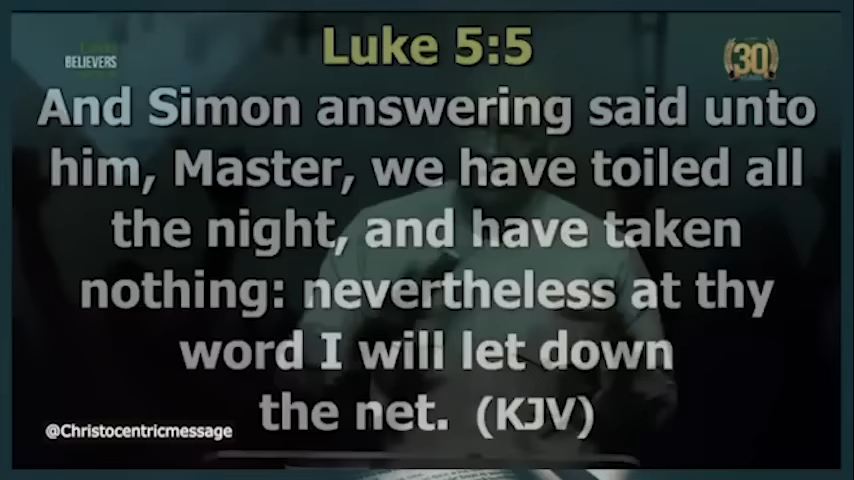 Luke 5:5
BELIEVERS
30
And Simon answering said unto
him, Master, we have toiled all
the night, and have taken
nothing: nevertheless at thy
word I will let down
the net. (KJV)
@Christocentricmessage